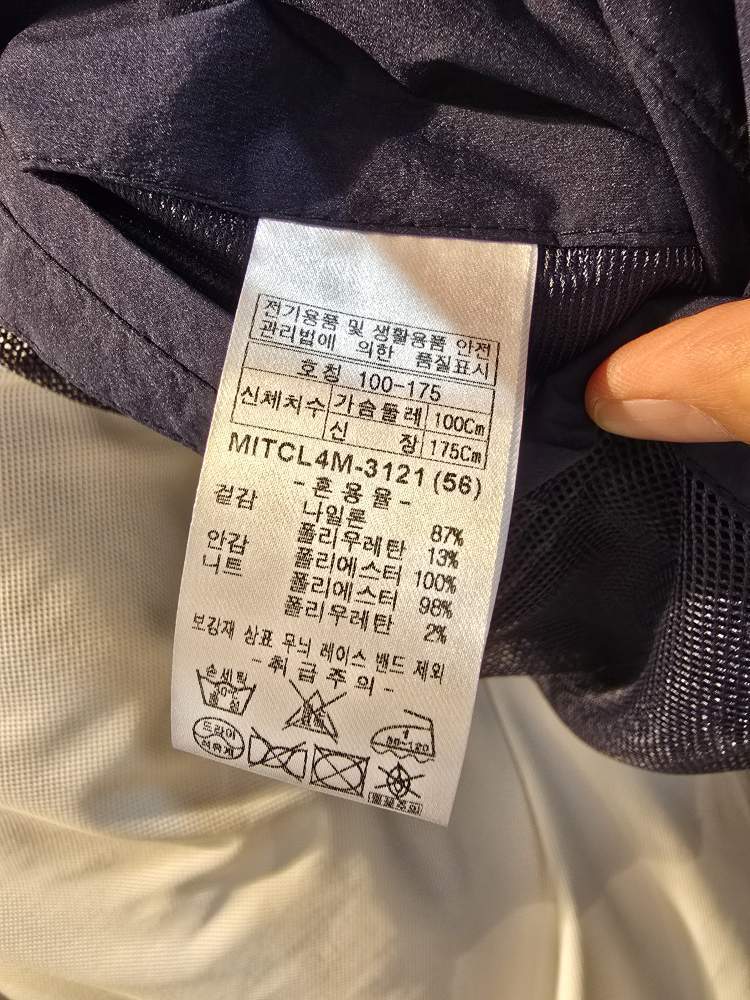 전기용품 및 생활용품 안전
관리법에 의한 품질표시
호칭 100-175
신체치수 가슴둘레 100Cm
신 장 175Cm
MITCL4M-3121 (56)
- 혼용율 -
겉감 나일론 87%
폴리우레탄 13%
안감 폴리에스터 100%
니트 폴리에스터 98%
폴리우레탄 2%
보강재 상표 무늬 레이스 밴드 제외
- 취급주의 -
손세탁
30℃
중성
80~120
드라이
석유계